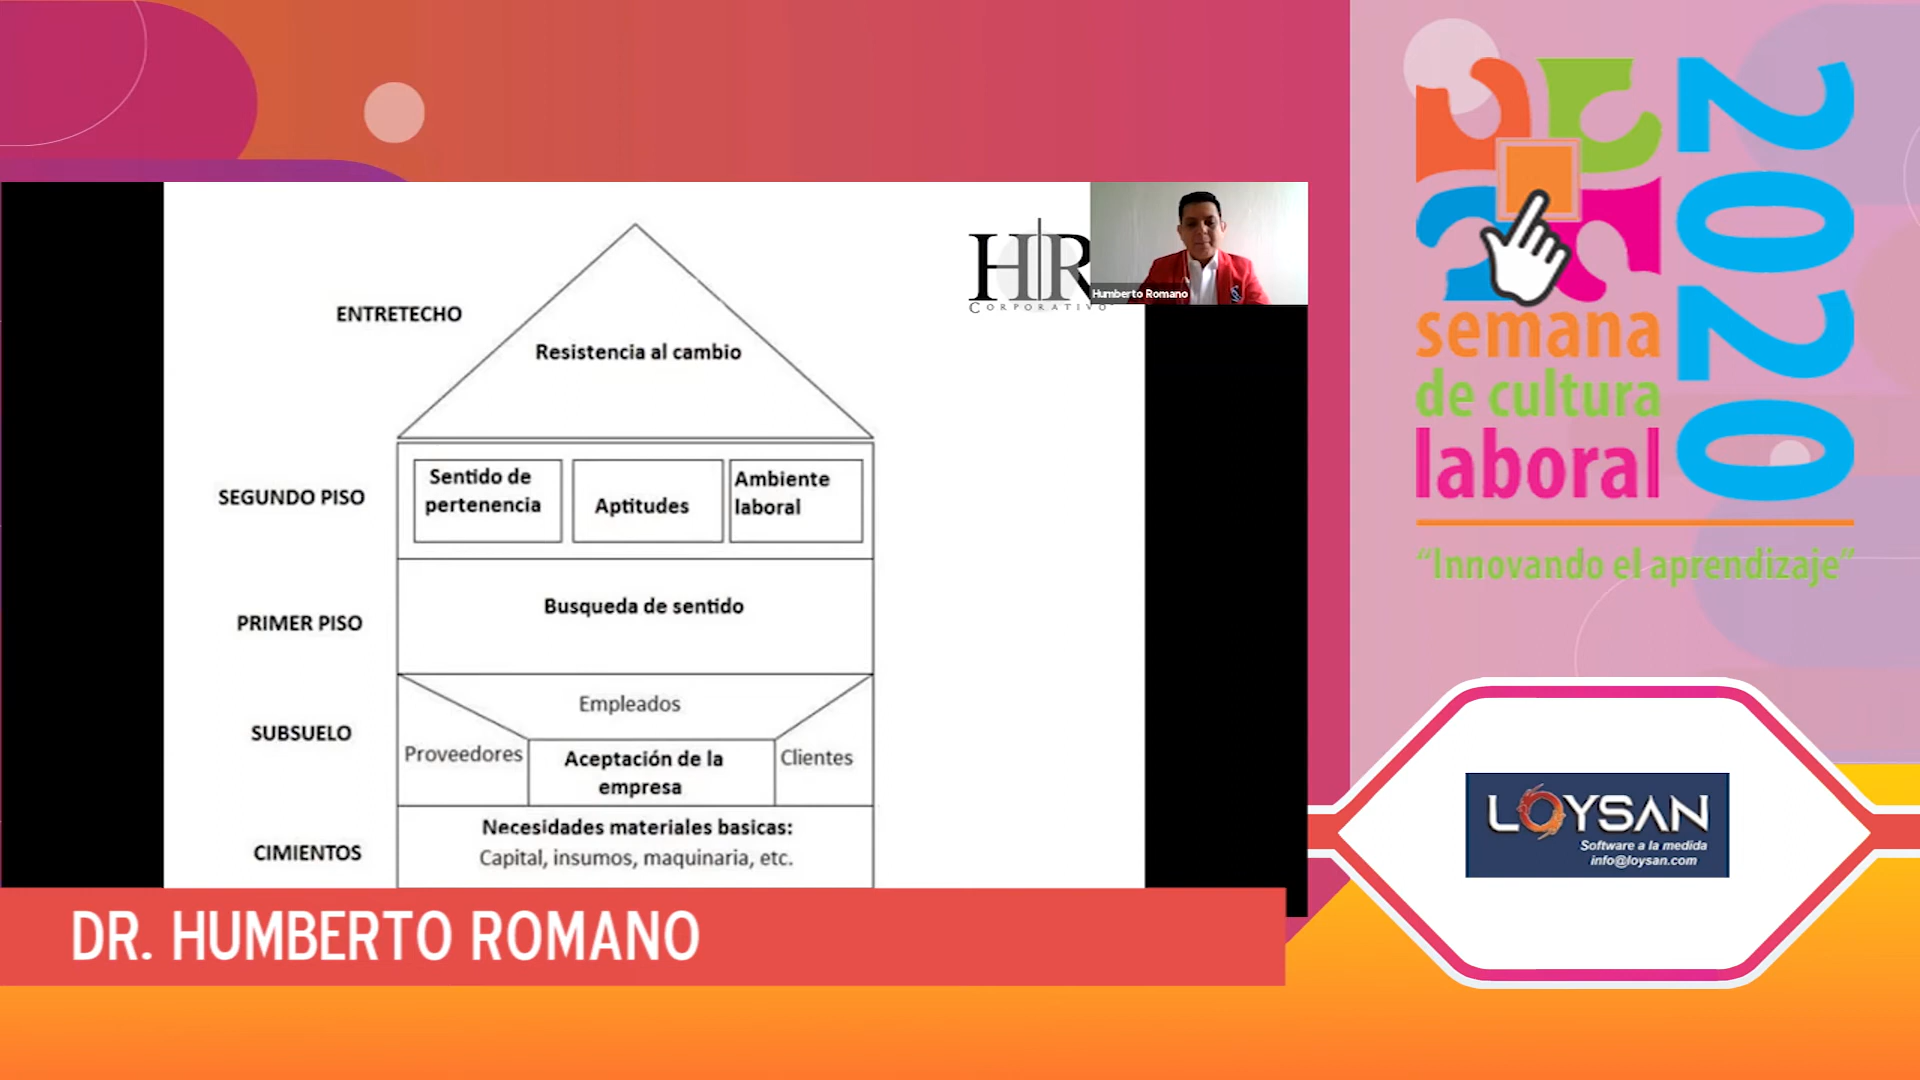 ENTRETECHO
Resistencia al cambio
SEGUNDO PISO
Sentido de
pertenencia
Aptitudes
Ambiente
laboral
PRIMER PISO
Busqueda de sentido
SUBSUELO
Empleados
Proveedores
Aceptación de la
empresa
Clientes
CIMIENTOS
Necesidades materiales basicas:
Capital, insumos, maquinaria, etc.
HR
CORPORATIVO
Humberto Romano
DR. HUMBERTO ROMANO
semana
de cultura
laboral
2020
“Innovando el aprendizaje”
LOYSAN
Software a la medida
info@loysan.com